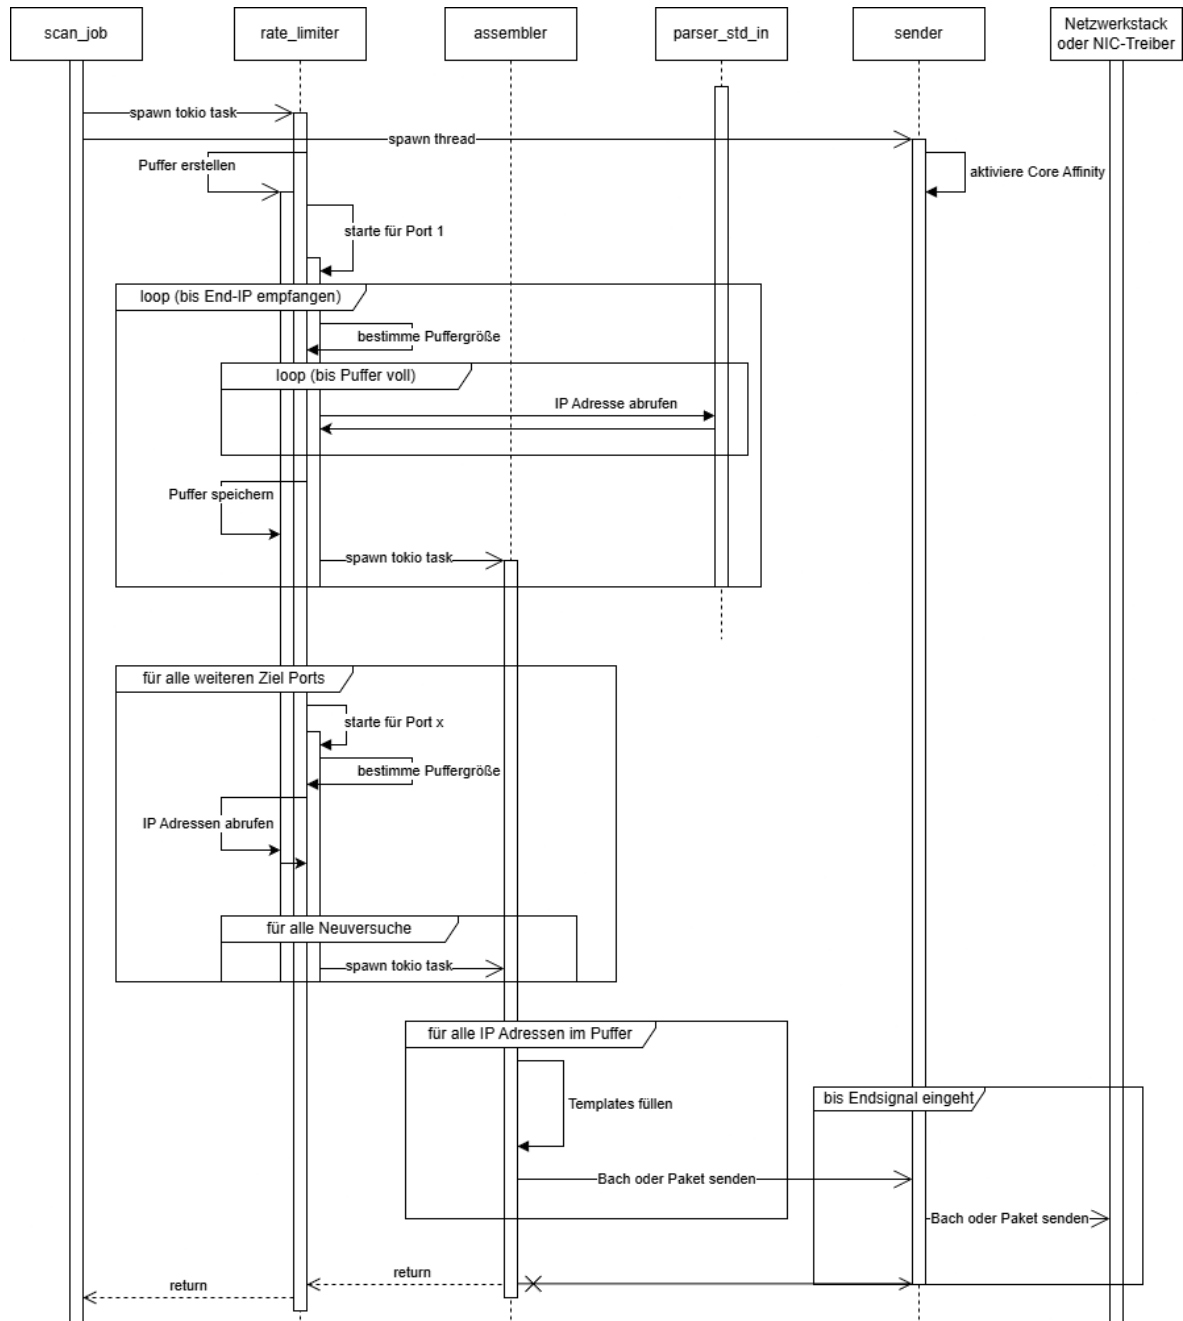 scan_job
rate_limiter
assembler
parser_std_in
sender
Netzwerkstack
oder NIC-Treiber
spawn tokio task
spawn thread
Puffer erstellen
aktiviere Core Affinity
starte für Port 1
loop (bis End-IP empfangen)
bestimme Puffergröße
loop (bis Puffer voll)
IP Adresse abrufen
Puffer speichern
spawn tokio task
für alle weiteren Ziel Ports
starte für Port x
bestimme Puffergröße
IP Adressen abrufen
für alle Neuversuche
spawn tokio task
für alle IP Adressen im Puffer
bis Endsignal eingeht
Templates füllen
Bach oder Paket senden
Bach oder Paket senden
return
return